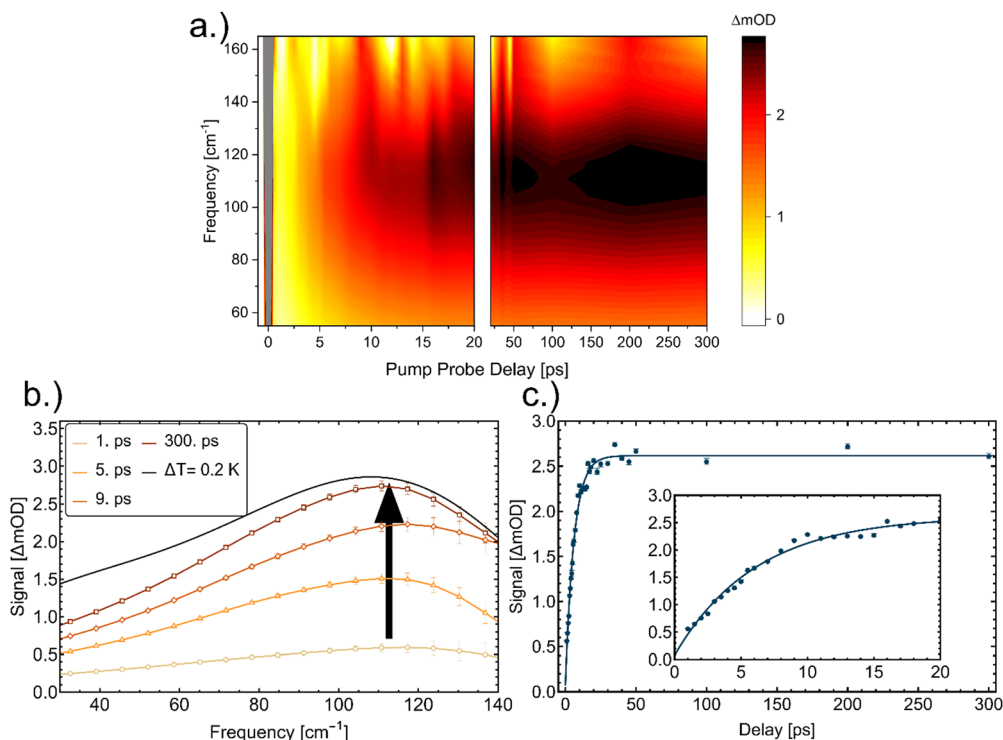 a.)
ΔmOD
160
140
120
100
80
60
Frequency [cm⁻¹]
0 5 10 15 20
50 100 150 200 250 300
Pump Probe Delay [ps]
2
1
0
b.)
3.5
3.0
2.5
2.0
1.5
1.0
0.5
0.0
Signal [ΔmOD]
1. ps 300. ps
5. ps ΔT= 0.2 K
9. ps
40 60 80 100 120 140
Frequency [cm⁻¹]
c.)
3.0
2.5
2.0
1.5
1.0
0.5
0.0
Signal [ΔmOD]
3.0
2.5
2.0
1.5
1.0
0.5
0.0
0 5 10 15 20
0 50 100 150 200 250 300
Delay [ps]